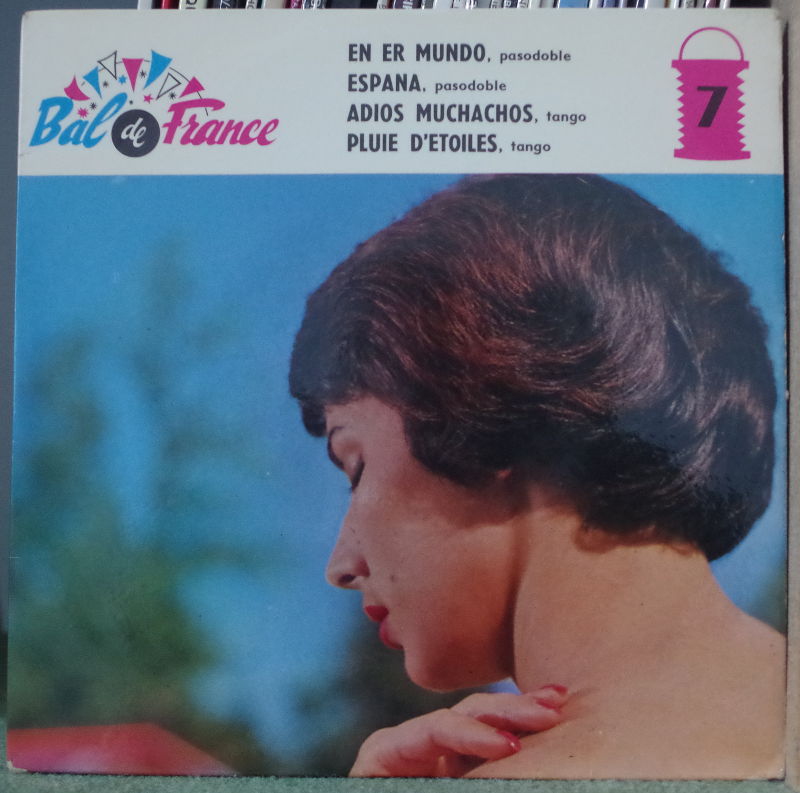 Bal de France
EN ER MUNDO, pasodoble
ESPANA, pasodoble
ADIOS MUCHACHOS, tango
PLUIE D'ETOILES, tango
7